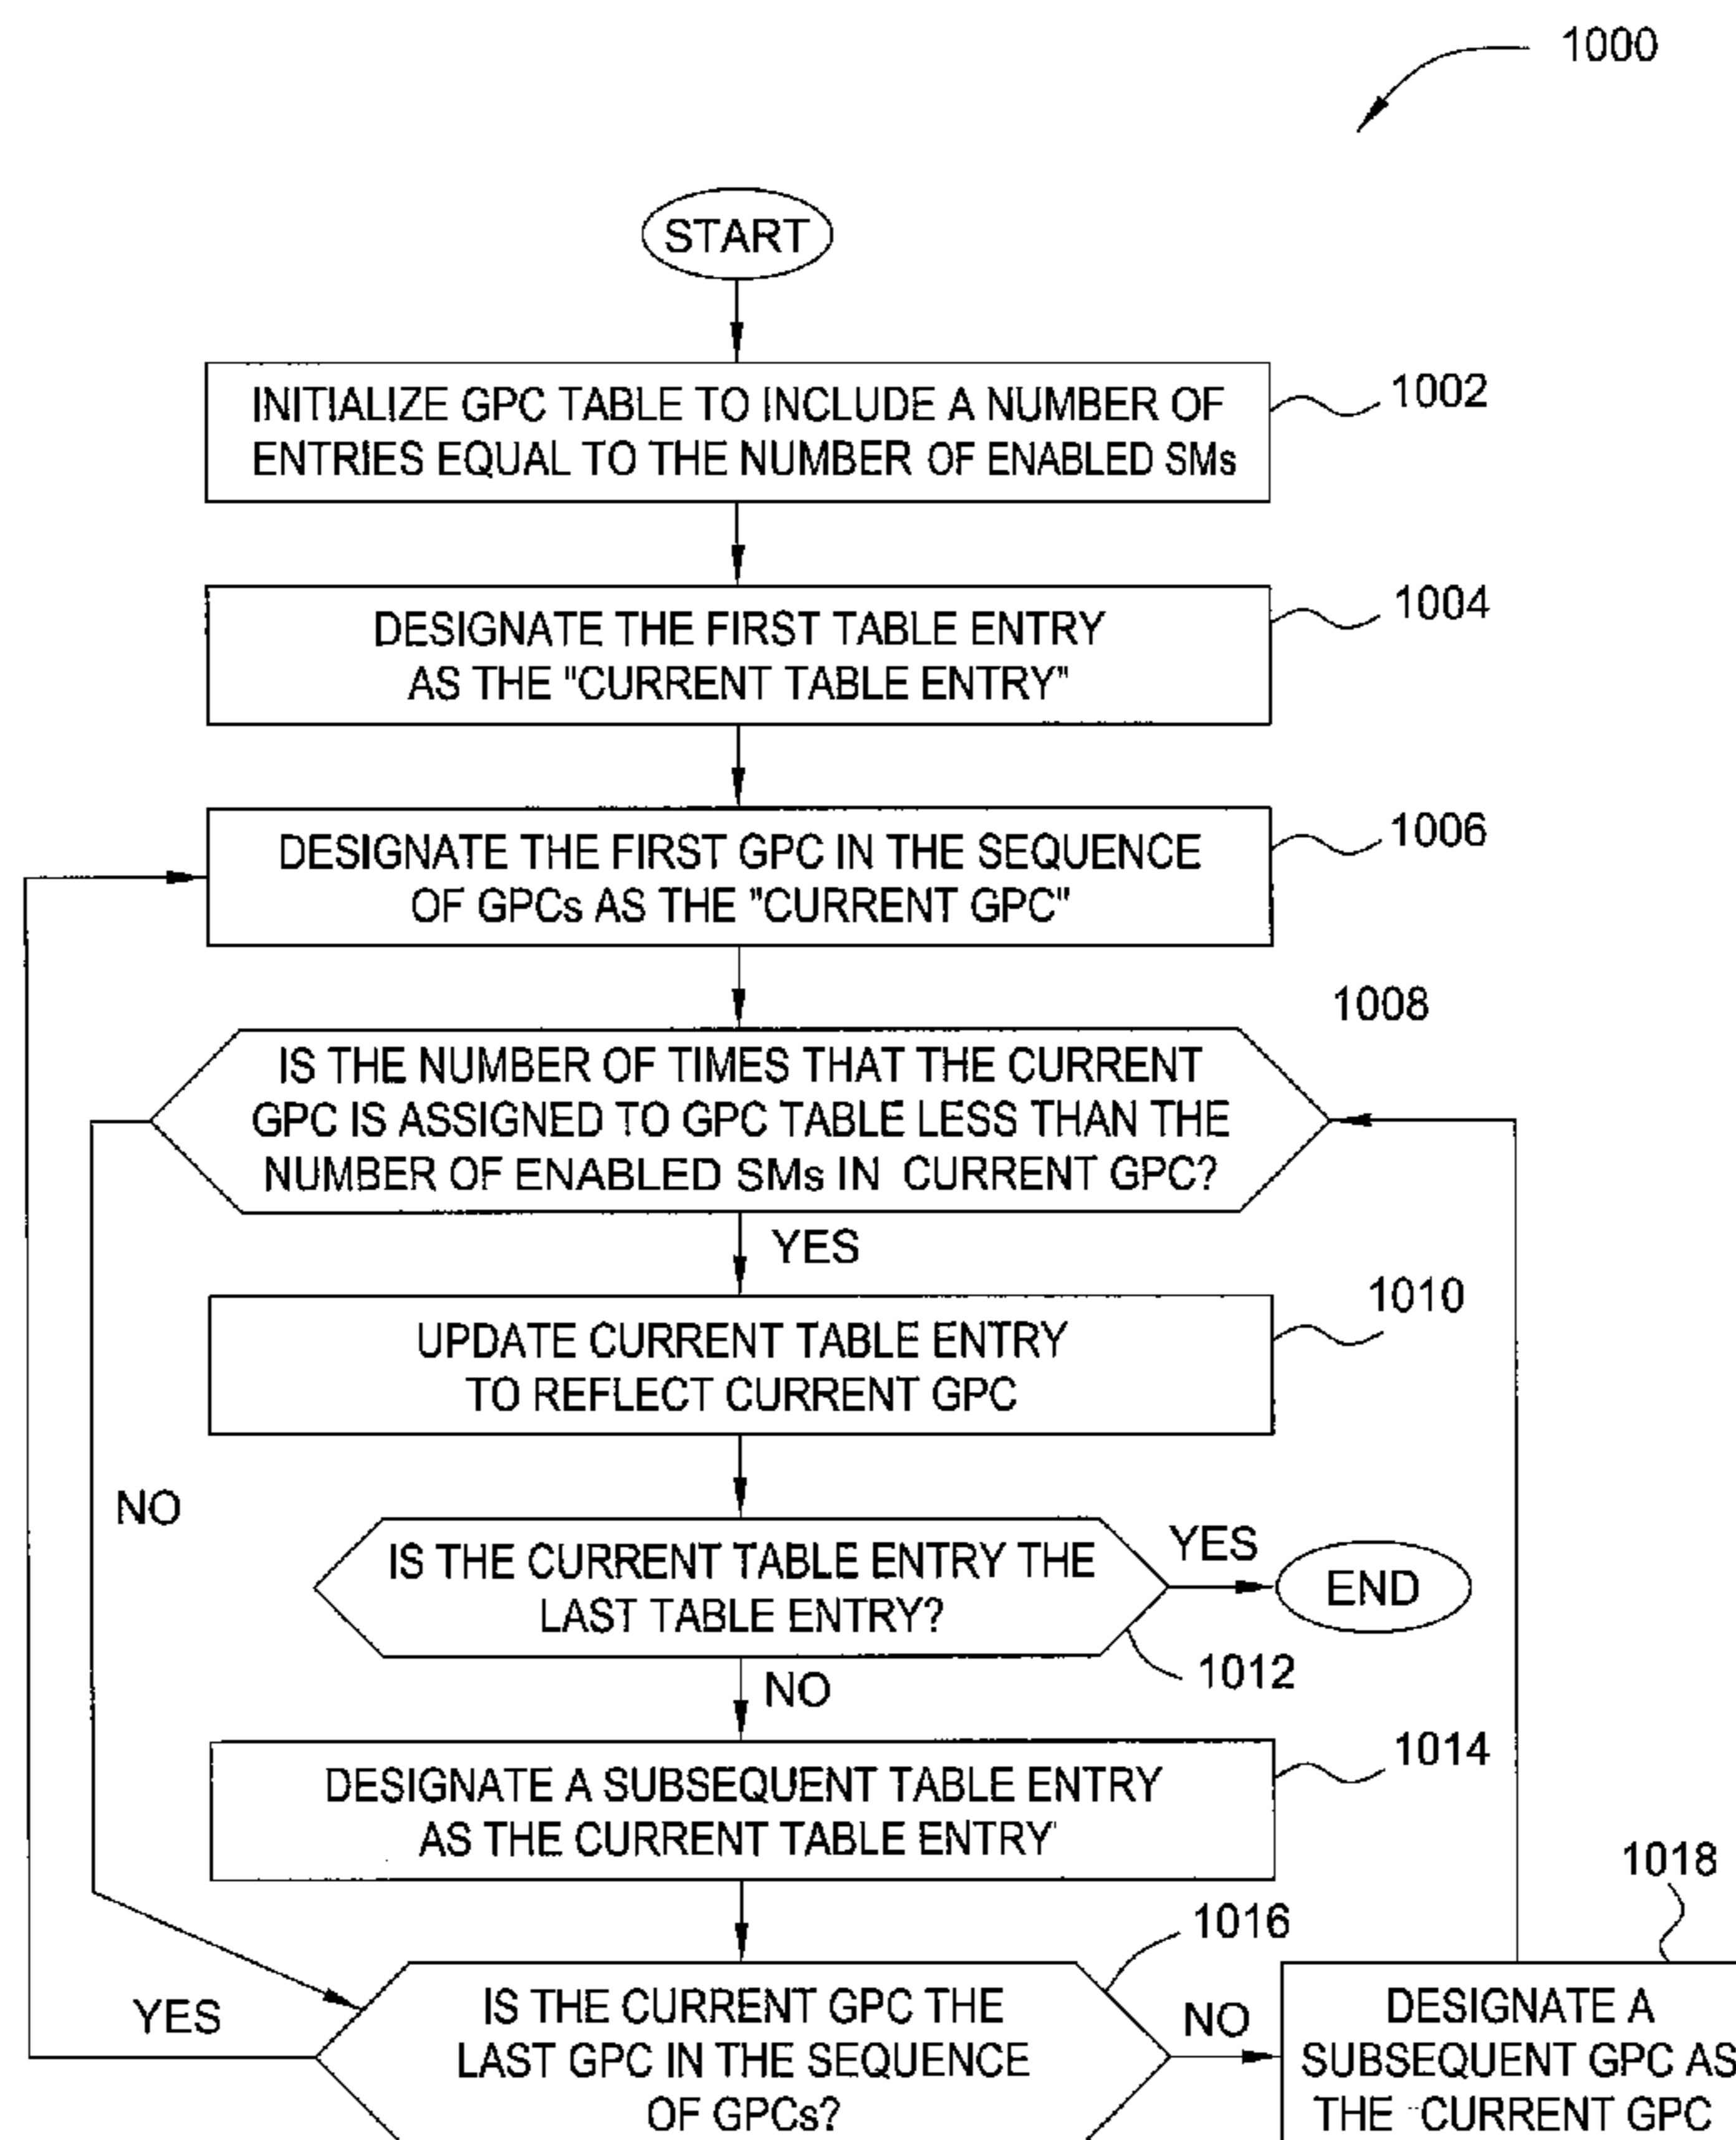 1000
START
INITIALIZE GPC TABLE TO INCLUDE A NUMBER OF
ENTRIES EQUAL TO THE NUMBER OF ENABLED SMs
1002
DESIGNATE THE FIRST TABLE ENTRY
AS THE "CURRENT TABLE ENTRY"
1004
DESIGNATE THE FIRST GPC IN THE SEQUENCE
OF GPCs AS THE "CURRENT GPC"
1006
1008
IS THE NUMBER OF TIMES THAT THE CURRENT
GPC IS ASSIGNED TO GPC TABLE LESS THAN THE
NUMBER OF ENABLED SMs IN CURRENT GPC?
YES
1010
UPDATE CURRENT TABLE ENTRY
TO REFLECT CURRENT GPC
NO
IS THE CURRENT TABLE ENTRY THE
LAST TABLE ENTRY?
YES
END
1012
NO
1014
DESIGNATE A SUBSEQUENT TABLE ENTRY
AS THE CURRENT TABLE ENTRY
1018
1016
YES
IS THE CURRENT GPC THE
LAST GPC IN THE SEQUENCE
OF GPCs?
NO
DESIGNATE A
SUBSEQUENT GPC AS
THE CURRENT GPC